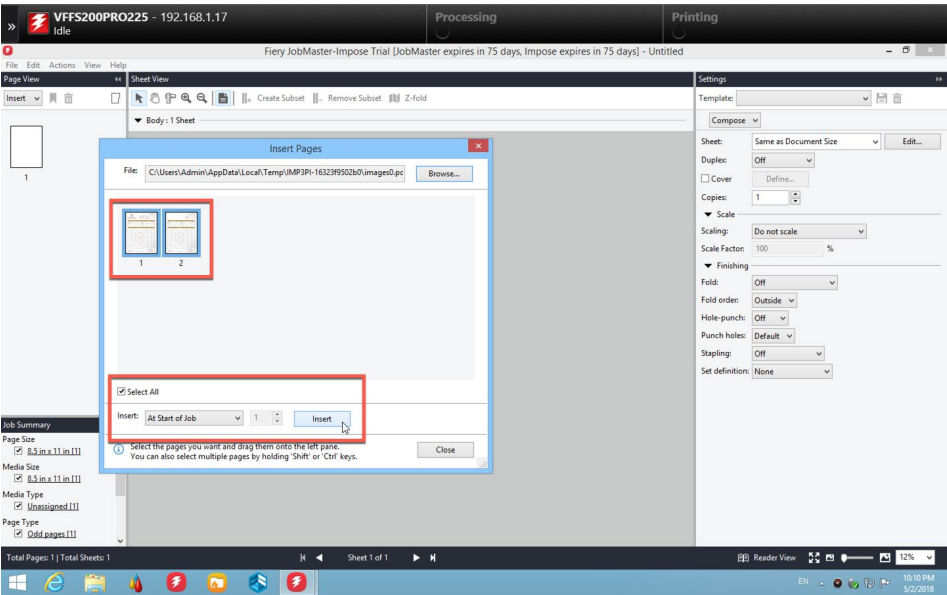 VFFS200PRO225 - 192.168.1.17
Idle
Processing
Printing
Fiery JobMaster-Impose Trial [JobMaster expires in 75 days, Impose expires in 75 days] - Untitled
File Edit Actions View Help
Page View
Sheet View
Settings
Insert
Create Subset
Remove Subset
Z-fold
Template:
Body : 1 Sheet
Compose
1
Insert Pages
File: C:\Users\Admin\AppData\Local\Temp\IMP3PI-16323f9502b0\images0.pc
Browse...
1 2
Select All
Insert: At Start of Job 1 Insert
Select the pages you want and drag them onto the left pane.
You can also select multiple pages by holding 'Shift' or 'Ctrl' keys.
Close
Sheet: Same as Document Size Edit...
Duplex: Off
Cover Define...
Copies: 1
Scale
Scaling: Do not scale
Scale Factor: 100 %
Finishing
Fold: Off
Fold order: Outside
Hole-punch: Off
Punch holes: Default
Stapling: Off
Set definition: None
Job Summary
Page Size
8.5 in x 11 in [1]
Media Size
8.5 in x 11 in [1]
Media Type
Unassigned [1]
Page Type
Odd pages [1]
Total Pages: 1 | Total Sheets: 1
Sheet 1 of 1
Reader View
12%
EN
10:10 PM
5/2/2018